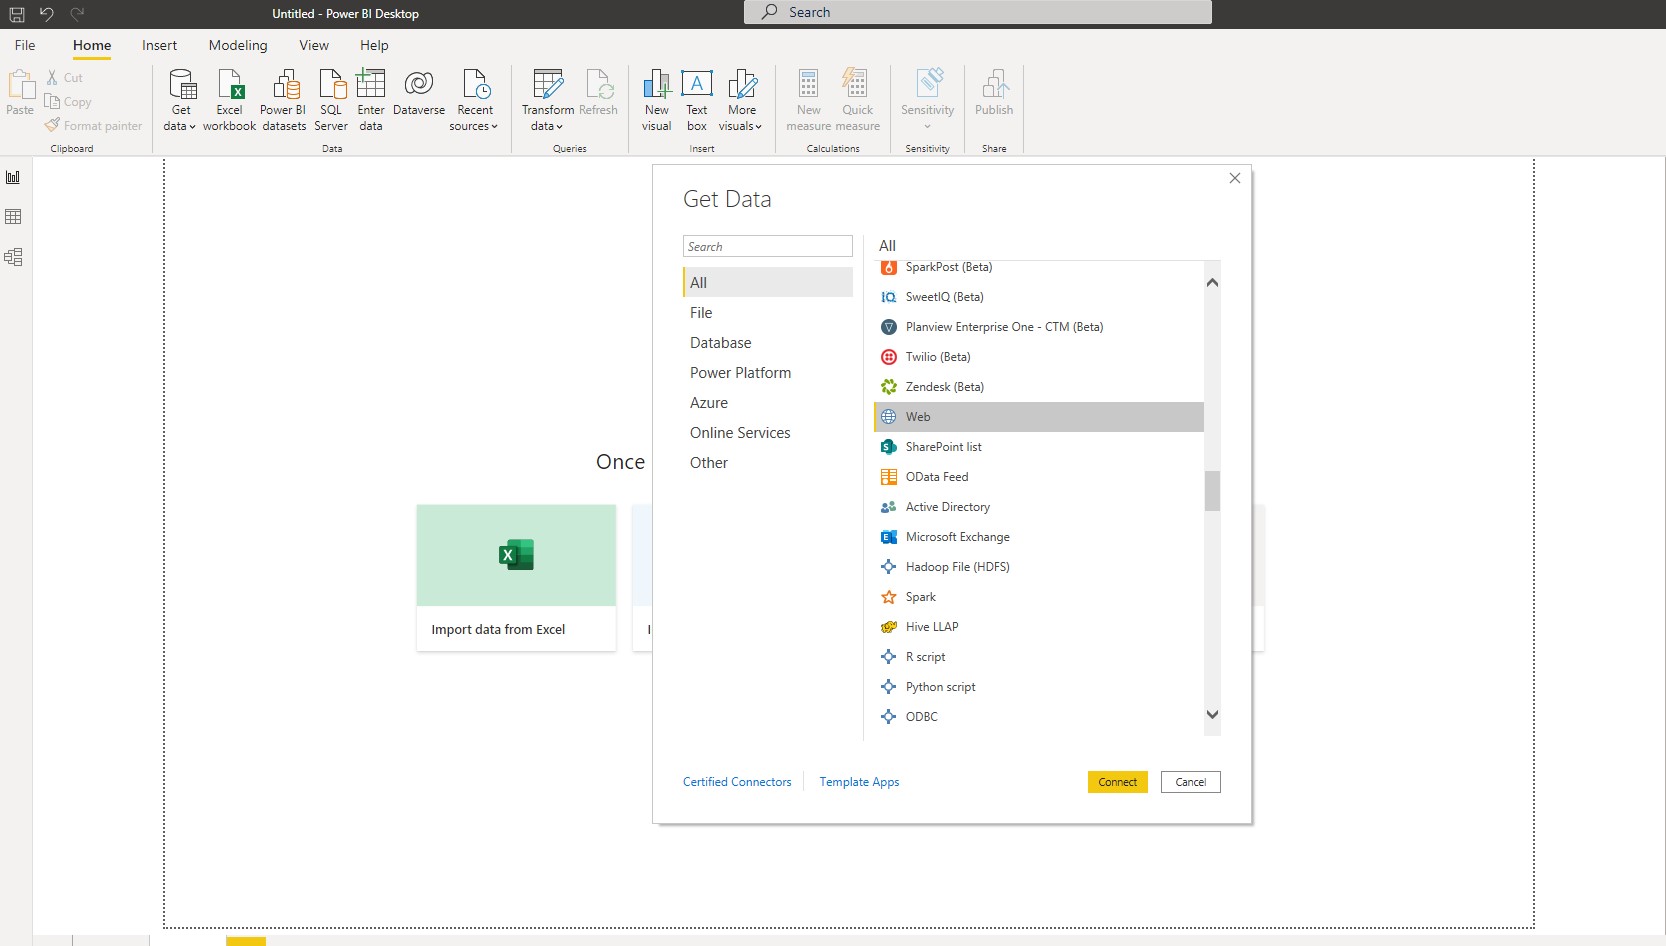 Untitled - Power BI Desktop
Search
File
Home
Insert
Modeling
View
Help
Paste
Cut
Copy
Format painter
Clipboard
Get data
Excel workbook
Power BI datasets
SQL Server
Enter data
Dataverse
Recent sources
Data
Transform data
Refresh
Queries
New visual
Text box
More visuals
Insert
New measure
Quick measure
Calculations
Sensitivity
Sensitivity
Publish
Share
Once
Import data from Excel
Get Data
Search
All
File
Database
Power Platform
Azure
Online Services
Other
All
SparkPost (Beta)
SweetIQ (Beta)
Planview Enterprise One - CTM (Beta)
Twilio (Beta)
Zendesk (Beta)
Web
SharePoint list
OData Feed
Active Directory
Microsoft Exchange
Hadoop File (HDFS)
Spark
Hive LLAP
R script
Python script
ODBC
Certified Connectors
Template Apps
Connect
Cancel